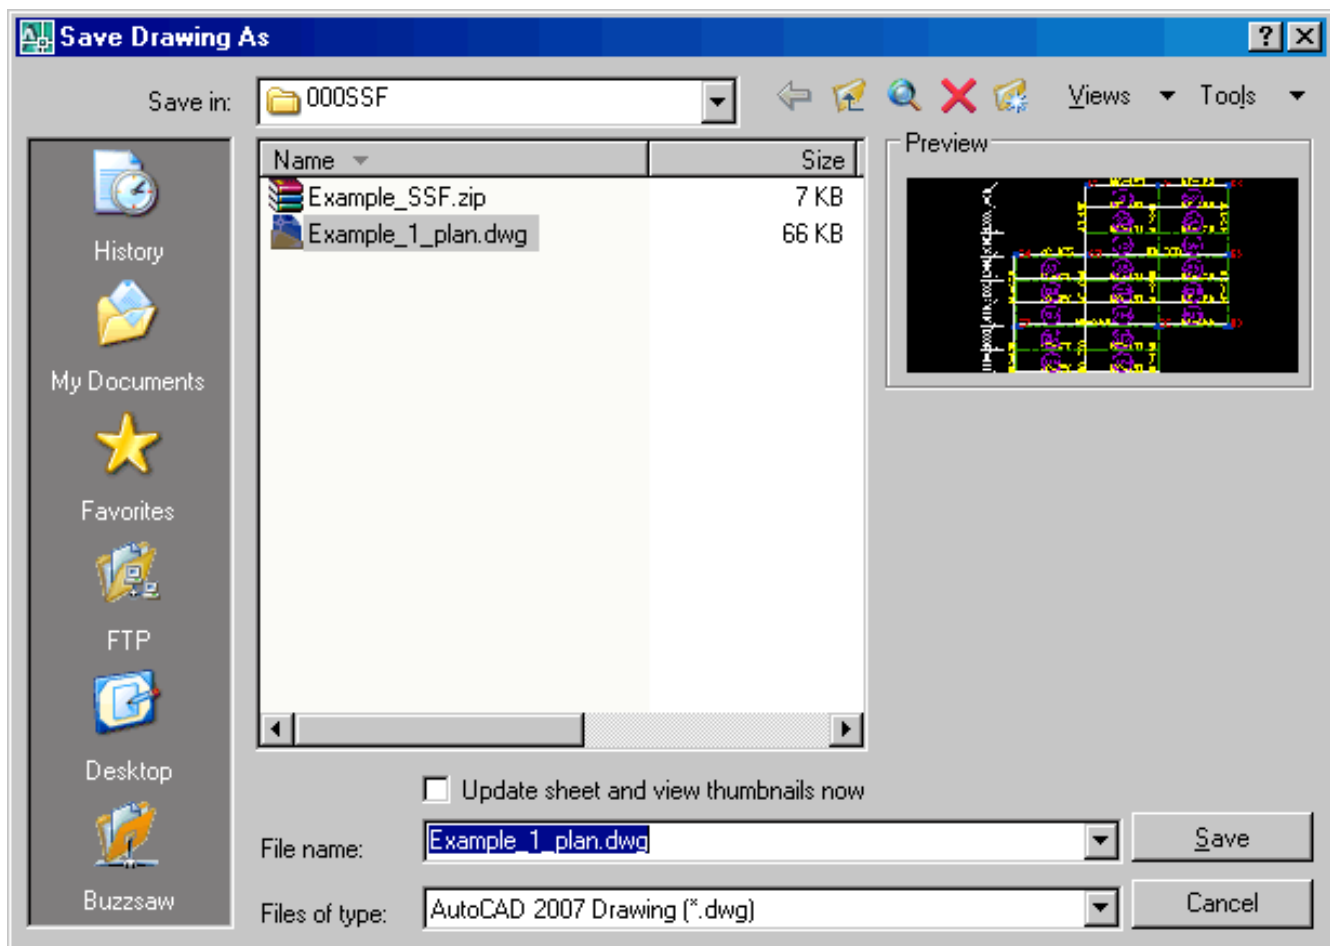 Save Drawing As
Save in:
000SSF
Views
Tools
Name
Size
Preview
Example_SSF.zip
7 KB
Example_1_plan.dwg
66 KB
History
My Documents
Favorites
FTP
Desktop
Buzzsaw
Update sheet and view thumbnails now
File name:
Example_1_plan.dwg
Save
Files of type:
AutoCAD 2007 Drawing (*.dwg)
Cancel